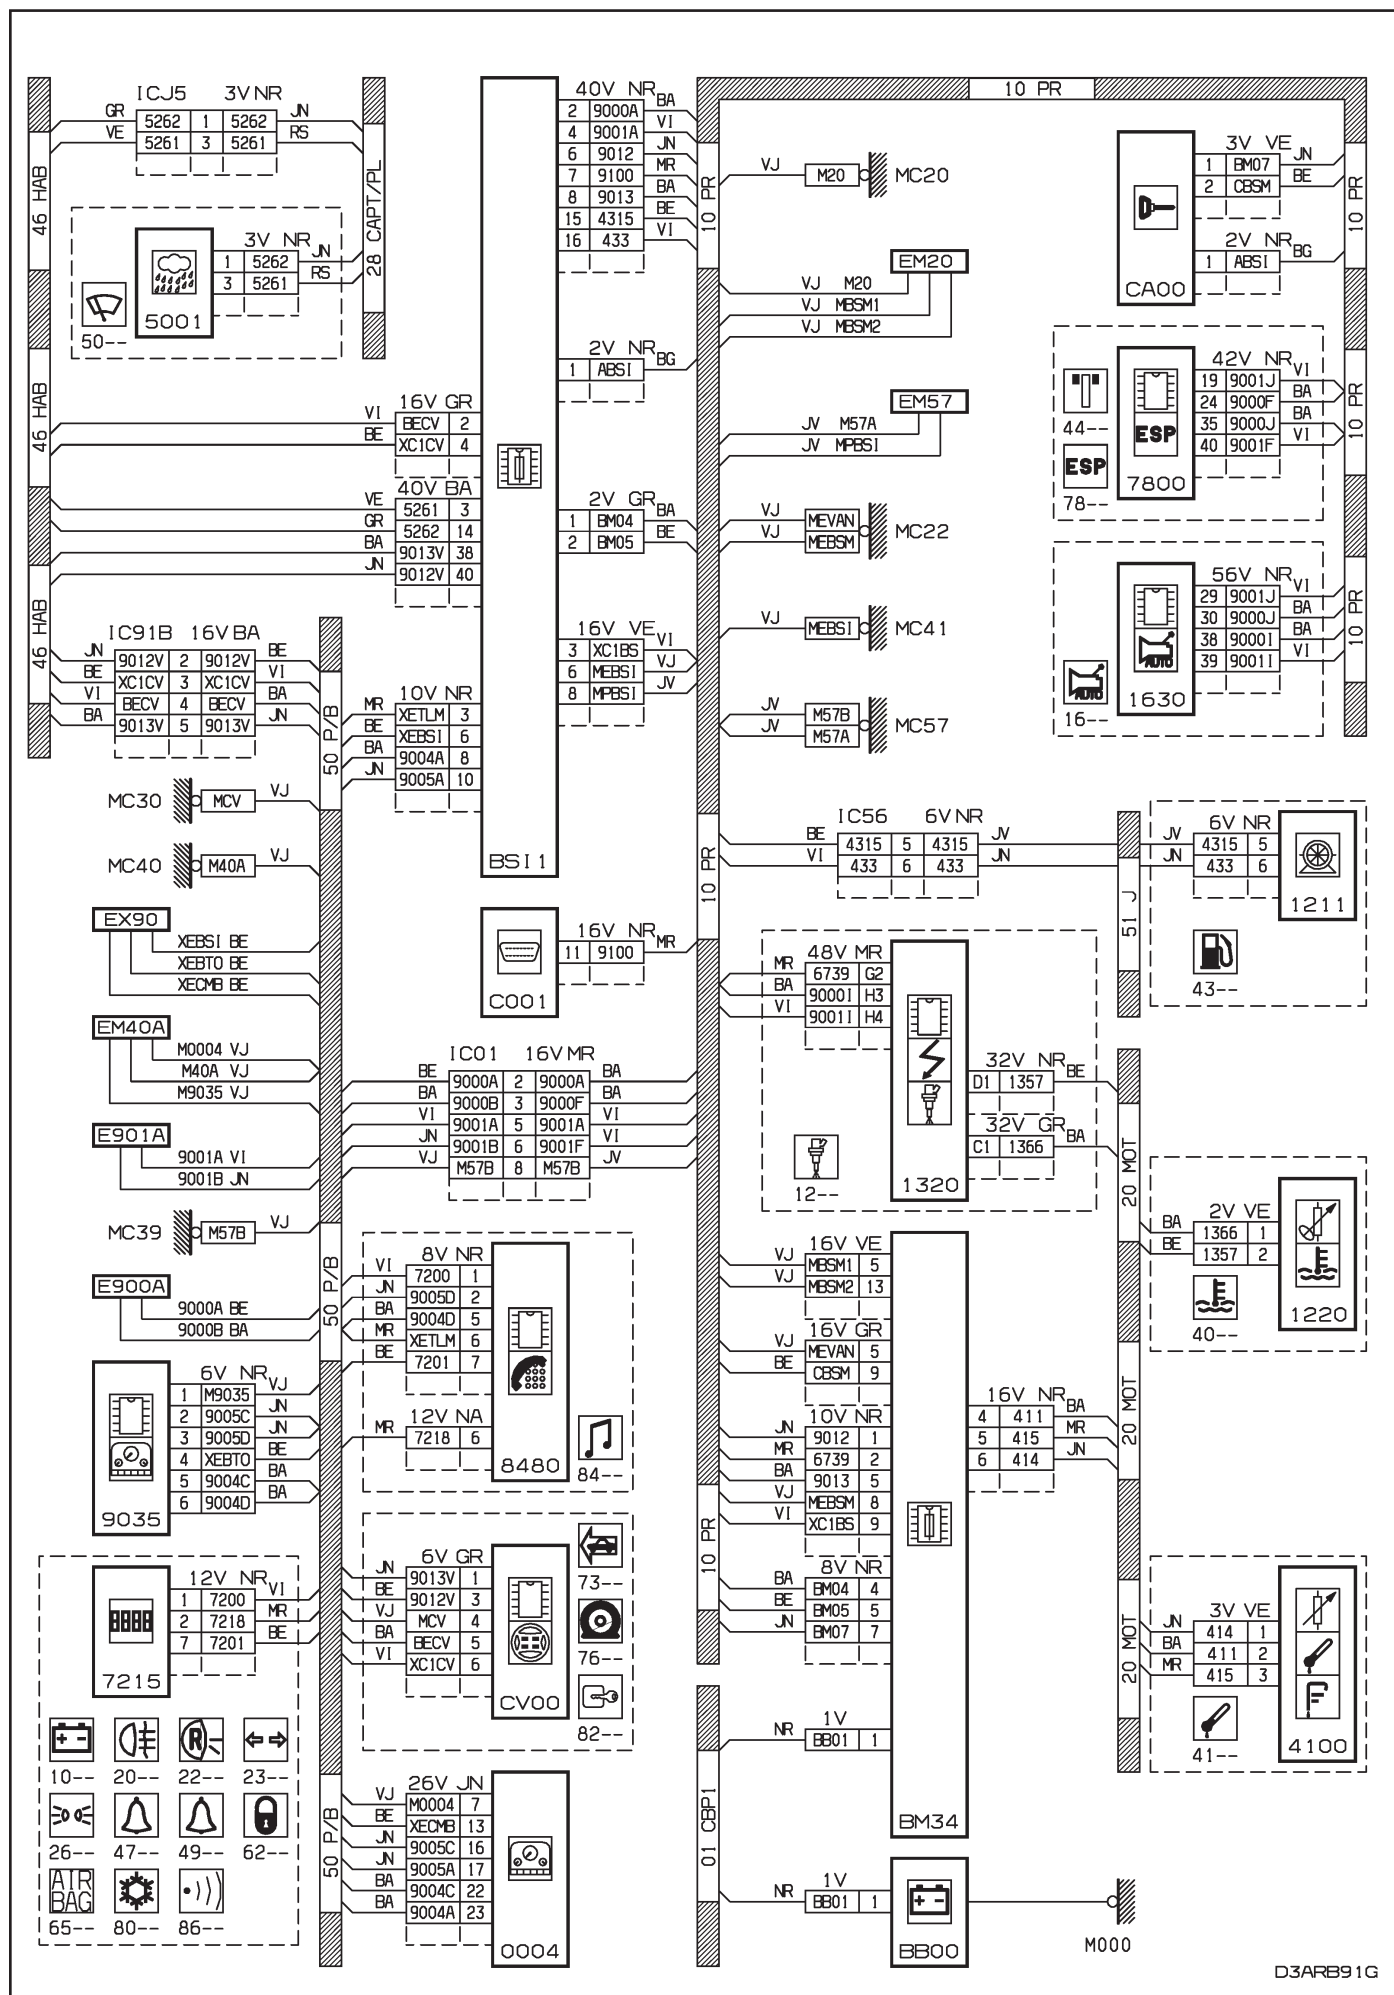 10 PR
ICJ5 3V NR
GR 5262 1 5262 JN
VE 5261 3 5261 RS
46 HAB
28 CAPT/PL
3V NR
1 5262 JN
3 5261 RS
5001
50--
40V NR
2 9000A BA
4 9001A VI
6 9012 JN
7 9100 MR
8 9013 BA
15 4315 BE
16 433 VI
10 PR
VJ M20 MC20
EM20
VJ M20
VJ MBSM1
VJ MBSM2
3V VE
1 BM07 JN
2 CBSM BE
2V NR
1 ABSI BG
CA00
10 PR
2V NR
1 ABSI BG
46 HAB
16V GR
VI BECV 2
BE XC1CV 4
40V BA
VE 5261 3
GR 5262 14
BA 9013V 38
JN 9012V 40
EM57
JV M57A
JV MPBSI
42V NR
19 9001J VI
24 9000F BA
35 9000J BA
40 9001F VI
ESP
7800
44--
ESP
78--
10 PR
2V GR
1 BM04 BA
2 BM05 BE
VJ MEVAN
VJ MEBSM
MC22
46 HAB
IC91B 16V BA
JN 9012V 2 9012V BE
BE XC1CV 3 XC1CV VI
VI BECV 4 BECV BA
BA 9013V 5 9013V JN
16V VE
3 XC1BS VI
6 MEBSI VJ
8 MPBSI JV
VJ MEBSI MC41
JV M57B
JV M57A
MC57
56V NR
29 9001J VI
30 9000J BA
38 9000I BA
39 9001I VI
AUTO
1630
AUTO
16--
10 PR
50 P/B
10V NR
MR XETLM 3
BE XEBSI 6
BA 9004A 8
JN 9005A 10
BSI1
MC30 MCV VJ
MC40 M40A VJ
10 PR
IC56 6V NR
BE 4315 5 4315 JV
VI 433 6 433 JN
51 J
6V NR
JV 4315 5
JN 433 6
1211
43--
EX90
XEBSI BE
XEBTO BE
XECMB BE
16V NR
11 9100 MR
C001
48V MR
MR 6739 G2
BA 9000I H3
VI 9001I H4
32V NR
D1 1357 BE
32V GR
C1 1366 BA
12--
1320
EM40A
M0004 VJ
M40A VJ
M9035 VJ
IC01 16V MR
BE 9000A 2 9000A BA
BA 9000B 3 9000F BA
VI 9001A 5 9001A VI
JN 9001B 6 9001F VI
VJ M57B 8 M57B JV
E901A
9001A VI
9001B JN
MC39 M57B VJ
20 MOT
2V VE
BA 1366 1
BE 1357 2
1220
40--
E900A
9000A BE
9000B BA
50 P/B
8V NR
VI 7200 1
JN 9005D 2
BA 9004D 5
MR XETLM 6
BE 7201 7
12V NA
MR 7218 6
8480
84--
16V VE
VJ MBSM1 5
VJ MBSM2 13
16V GR
VJ MEVAN 5
BE CBSM 9
10V NR
JN 9012 1
MR 6739 2
BA 9013 5
VJ MEBSM 8
VI XC1BS 9
8V NR
BA BM04 4
BE BM05 5
JN BM07 7
16V NR
4 411 BA
5 415 MR
6 414 JN
20 MOT
6V NR
1 M9035 VJ
2 9005C JN
3 9005D JN
4 XEBTO BE
5 9004C BA
6 9004D BA
9035
10 PR
12V NR
1 7200 VI
2 7218 MR
7 7201 BE
7215
6V GR
JN 9013V 1
BE 9012V 3
VJ MCV 4
BA BECV 5
VI XC1CV 6
CV00
73--
76--
82--
20 MOT
3V VE
JN 414 1
BA 411 2
MR 415 3
4100
41--
R
10-- 20-- 22-- 23--
26-- 47-- 49-- 62--
AIR
BAG
65-- 80-- 86--
50 P/B
26V JN
VJ M0004 7
BE XECMB 13
JN 9005C 16
JN 9005A 17
BA 9004C 22
BA 9004A 23
0004
01 CBP1
1V
NR BB01 1
BM34
1V
NR BB01 1
BB00
M000
D3ARB91G